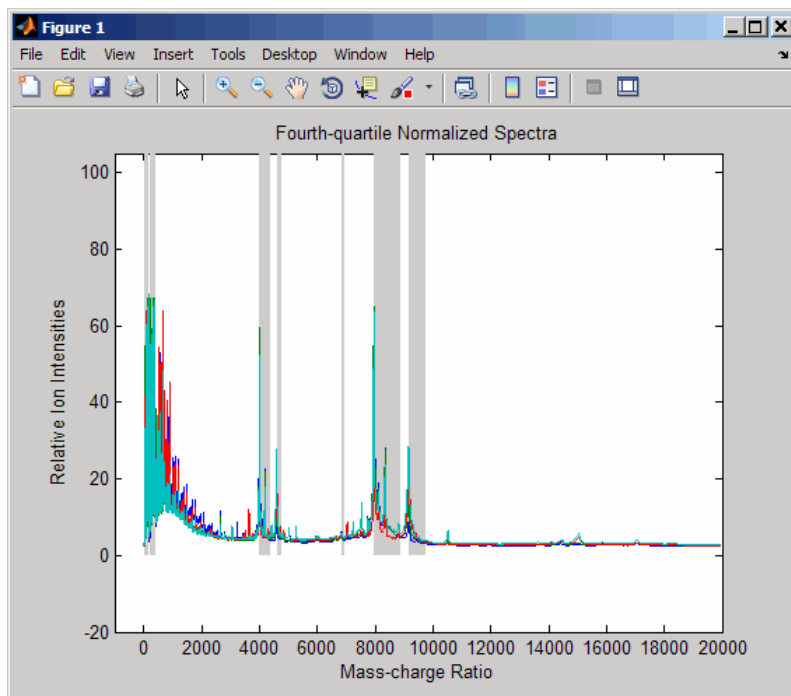 Figure 1
File Edit View Insert Tools Desktop Window Help
Fourth-quartile Normalized Spectra
100
80
60
40
20
0
-20
Relative Ion Intensities
0 2000 4000 6000 8000 10000 12000 14000 16000 18000 20000
Mass-charge Ratio